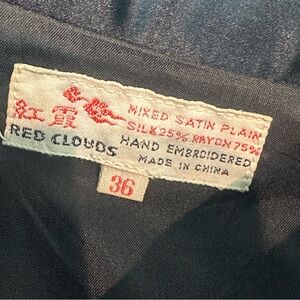 紅霞
RED CLOUDS
MIXED SATIN PLAIN
SILK 25% RAYON 75%
HAND EMBROIDERED
MADE IN CHINA
36